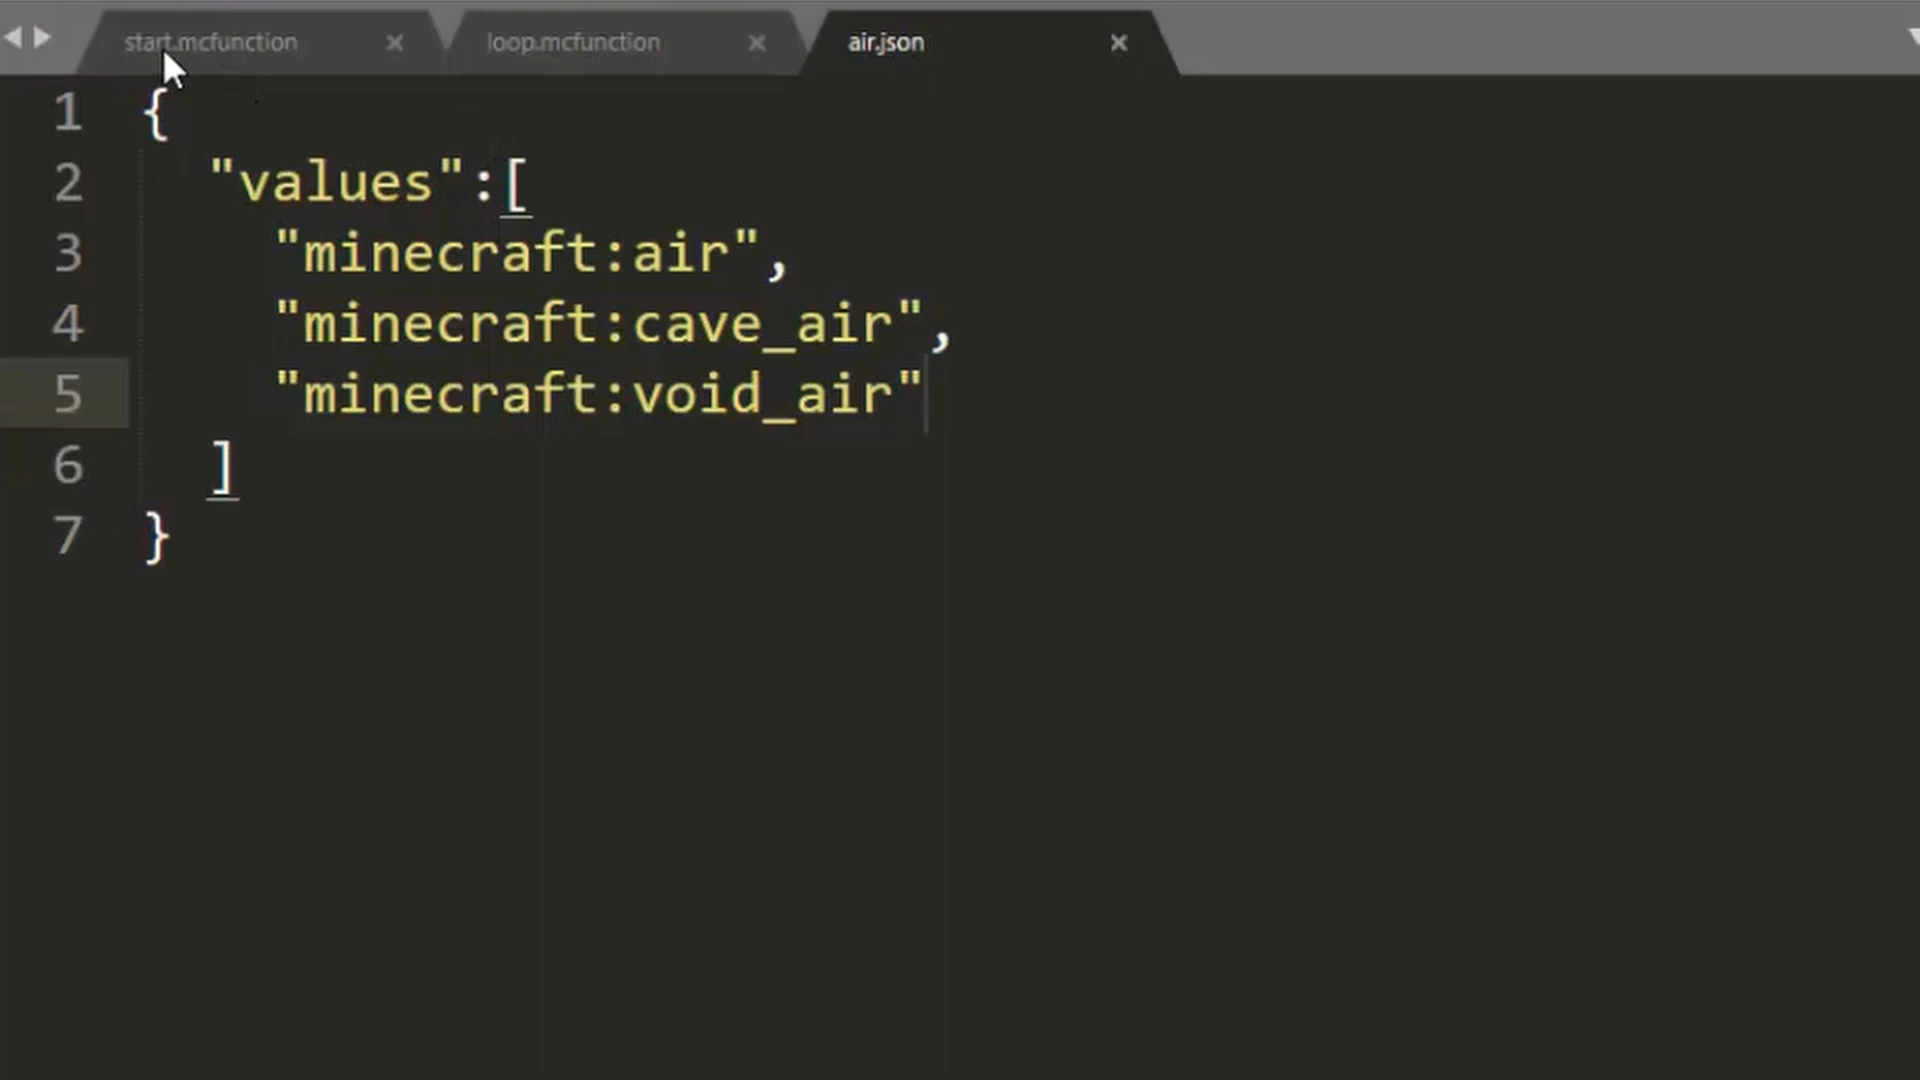 start.mcfunction × loop.mcfunction × air.json ×
1 {
2 "values":[
3 "minecraft:air",
4 "minecraft:cave_air",
5 "minecraft:void_air"
6 ]
7 }